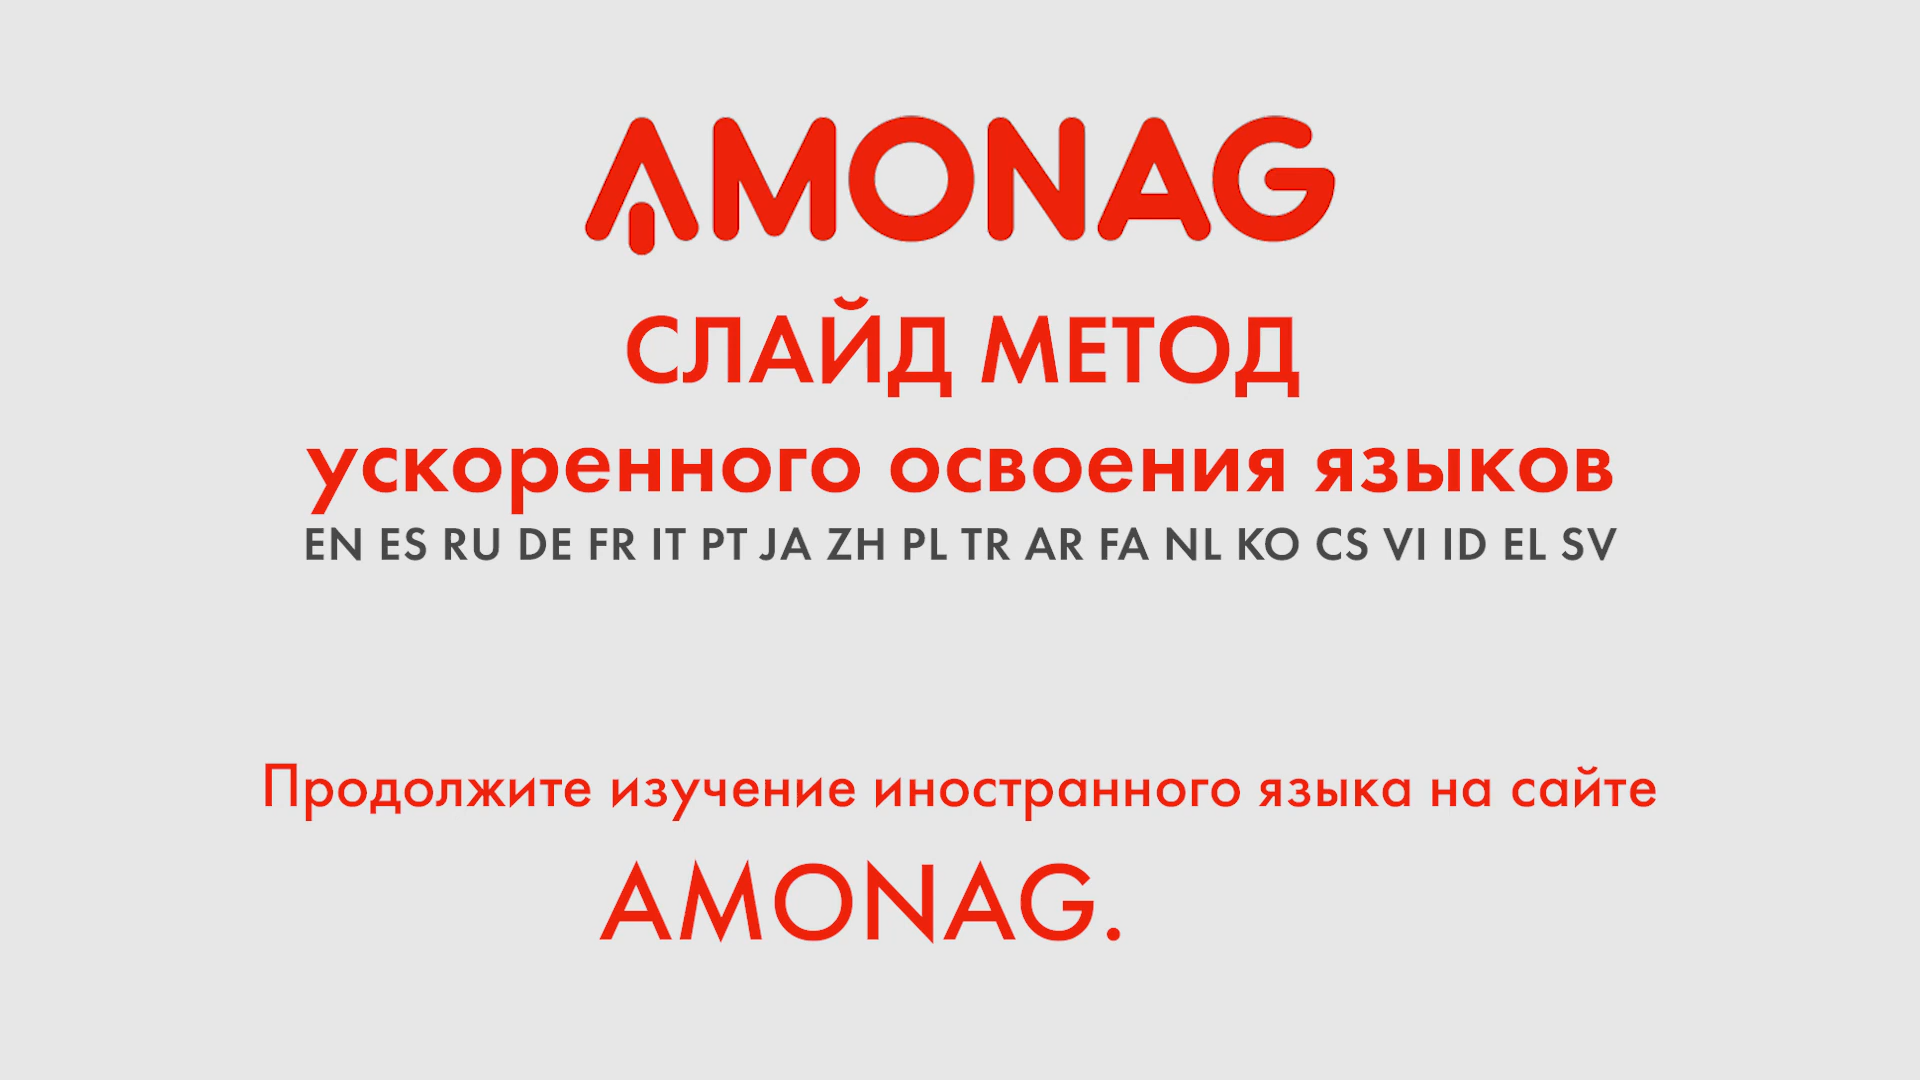 AMONAG
СЛАЙД МЕТОД
ускоренного освоения языков
EN ES RU DE FR IT PT JA ZH PL TR AR FA NL KO CS VI ID EL SV
Продолжите изучение иностранного языка на сайте
AMONAG.